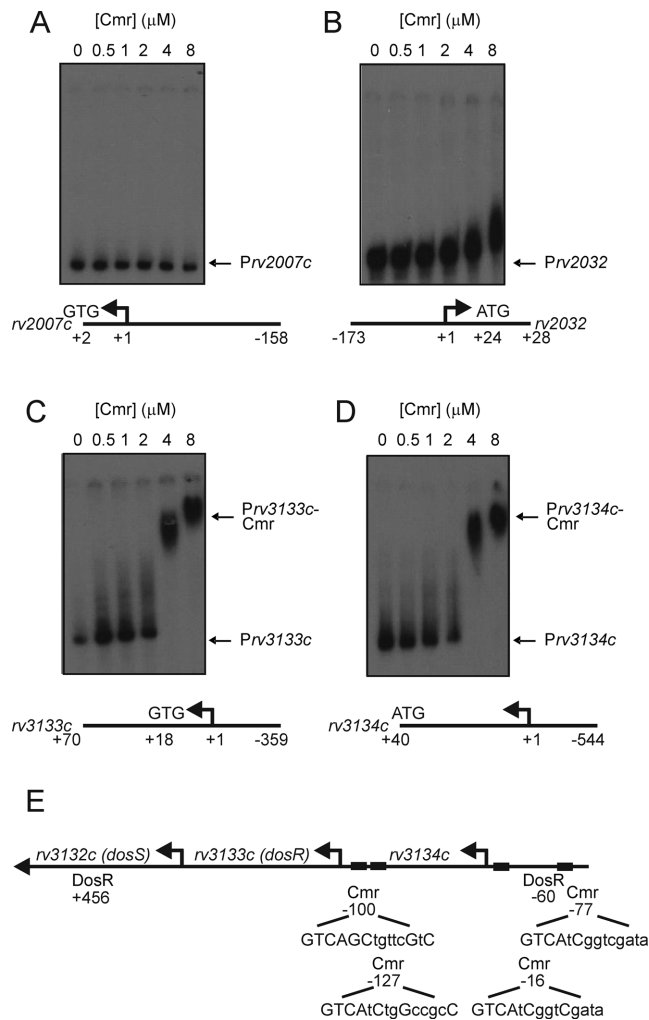 A
[Cmr] (μM)
0 0.5 1 2 4 8
Prv2007c
GTG
rv2007c
+2 +1 -158
B
[Cmr] (μM)
0 0.5 1 2 4 8
Prv2032
ATG
rv2032
-173 +1 +24 +28
C
[Cmr] (μM)
0 0.5 1 2 4 8
Prv3133c-
Cmr
Prv3133c
GTG
rv3133c
+70 +18 +1 -359
D
[Cmr] (μM)
0 0.5 1 2 4 8
Prv3134c-
Cmr
Prv3134c
ATG
rv3134c
+40 +1 -544
E
rv3132c (dosS) rv3133c (dosR) rv3134c
DosR
+456
DosR
-60
Cmr
-100
GTCAGCtgttcGtC
Cmr
-127
GTCAtCtgGccgcC
Cmr
-77
GTCAtCggtcgata
Cmr
-16
GTCAtCggtCgata